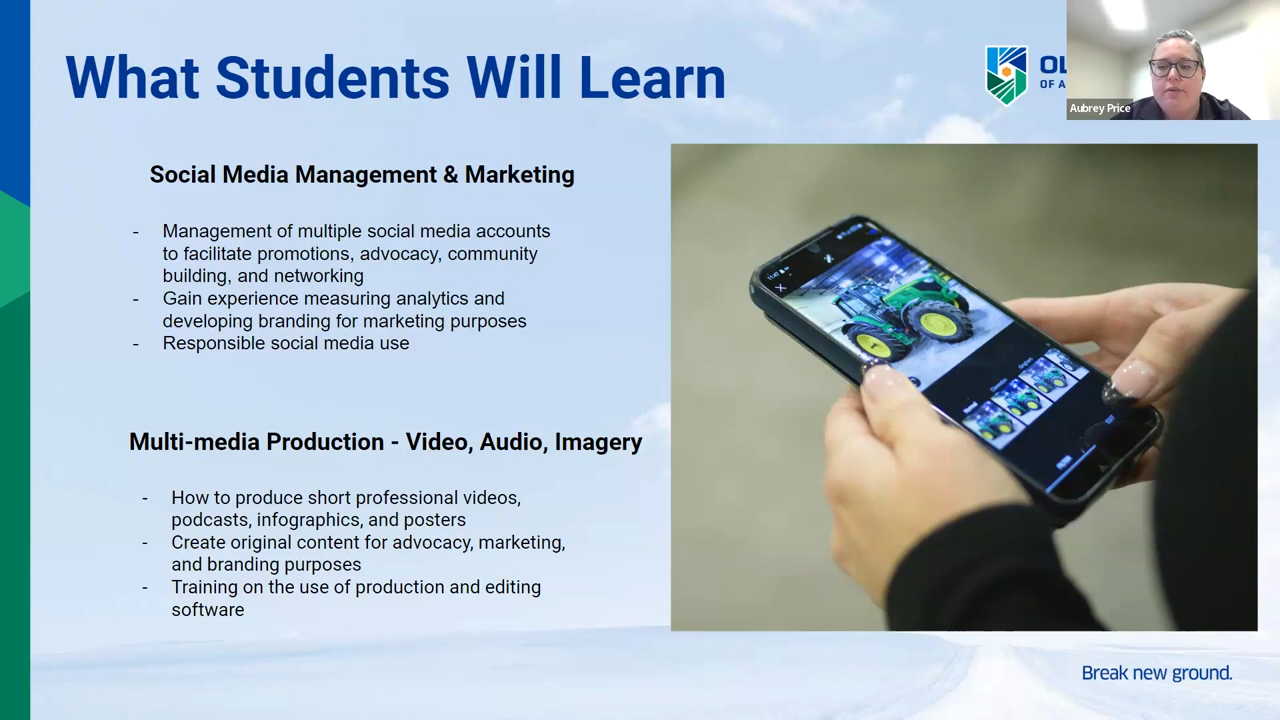 What Students Will Learn
OL
OF A
Aubrey Price
Social Media Management & Marketing
- Management of multiple social media accounts
to facilitate promotions, advocacy, community
building, and networking
- Gain experience measuring analytics and
developing branding for marketing purposes
- Responsible social media use
Multi-media Production - Video, Audio, Imagery
- How to produce short professional videos,
podcasts, infographics, and posters
- Create original content for advocacy, marketing,
and branding purposes
- Training on the use of production and editing
software
Break new ground.